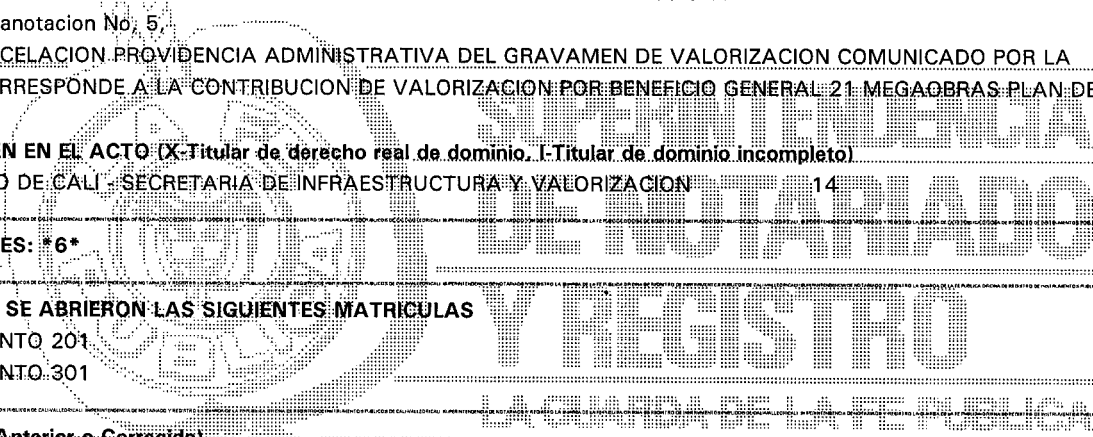 anotacion No, 5,
CELACION PROVIDENCIA ADMINISTRATIVA DEL GRAVAMEN DE VALORIZACION COMUNICADO POR LA
RRESPONDE A LA CONTRIBUCION DE VALORIZACION POR BENEFICIO GENERAL 21 MEGAOBRAS PLAN DE
SUPERINTENDENCIA
N EN EL ACTO (X-Titular de derecho real de dominio, I-Titular de dominio incompleto)
O DE CALI - SECRETARIA DE INFRAESTRUCTURA Y VALORIZACION 14
DE NOTARIADO
ES: *6*
SE ABRIERON LAS SIGUIENTES MATRICULAS
Y REGISTRO
NTO 201
NTO 301
LA GUARDA DE LA FE PUBLICA
Anterior o Corregida)